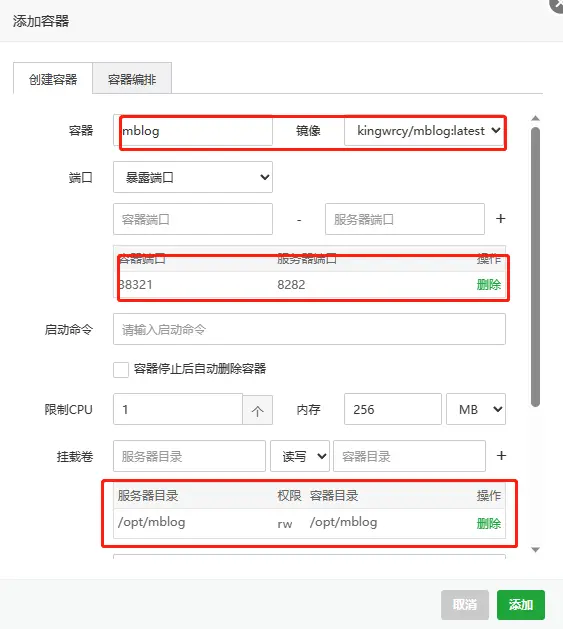 添加容器
创建容器 容器编排
容器 mblog 镜像 kingwrcy/mblog:latest
端口 暴露端口
容器端口 - 服务器端口 +
容器端口 服务器端口 操作
38321 8282 删除
启动命令 请输入启动命令
容器停止后自动删除容器
限制CPU 1 个 内存 256 MB
挂载卷 服务器目录 读写 容器目录 +
服务器目录 权限 容器目录 操作
/opt/mblog rw /opt/mblog 删除
取消 添加